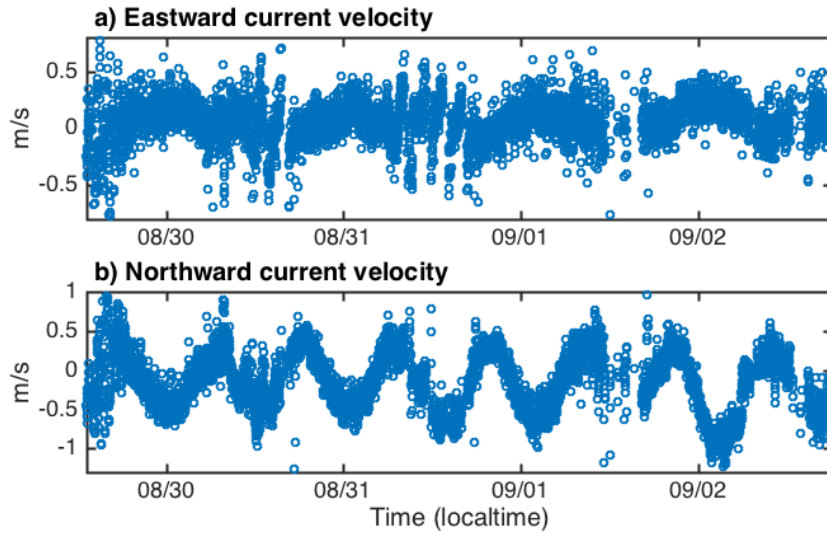 a) Eastward current velocity
0.5
0
-0.5
m/s
08/30 08/31 09/01 09/02
b) Northward current velocity
1
0.5
0
-0.5
-1
m/s
08/30 08/31 09/01 09/02
Time (localtime)